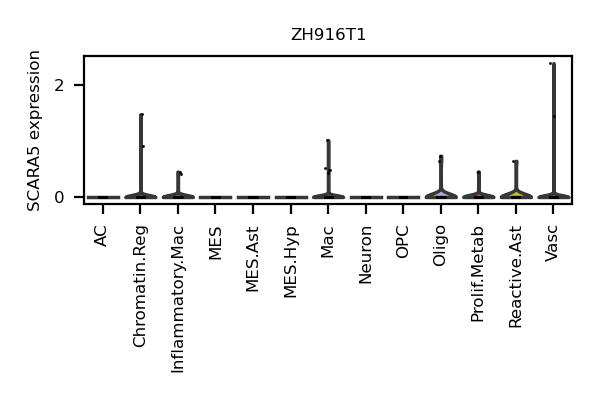 ZH916T1
SCARA5 expression
2
0
AC
Chromatin.Reg
Inflammatory.Mac
MES
MES.Ast
MES.Hyp
Mac
Neuron
OPC
Oligo
Prolif.Metab
Reactive.Ast
Vasc